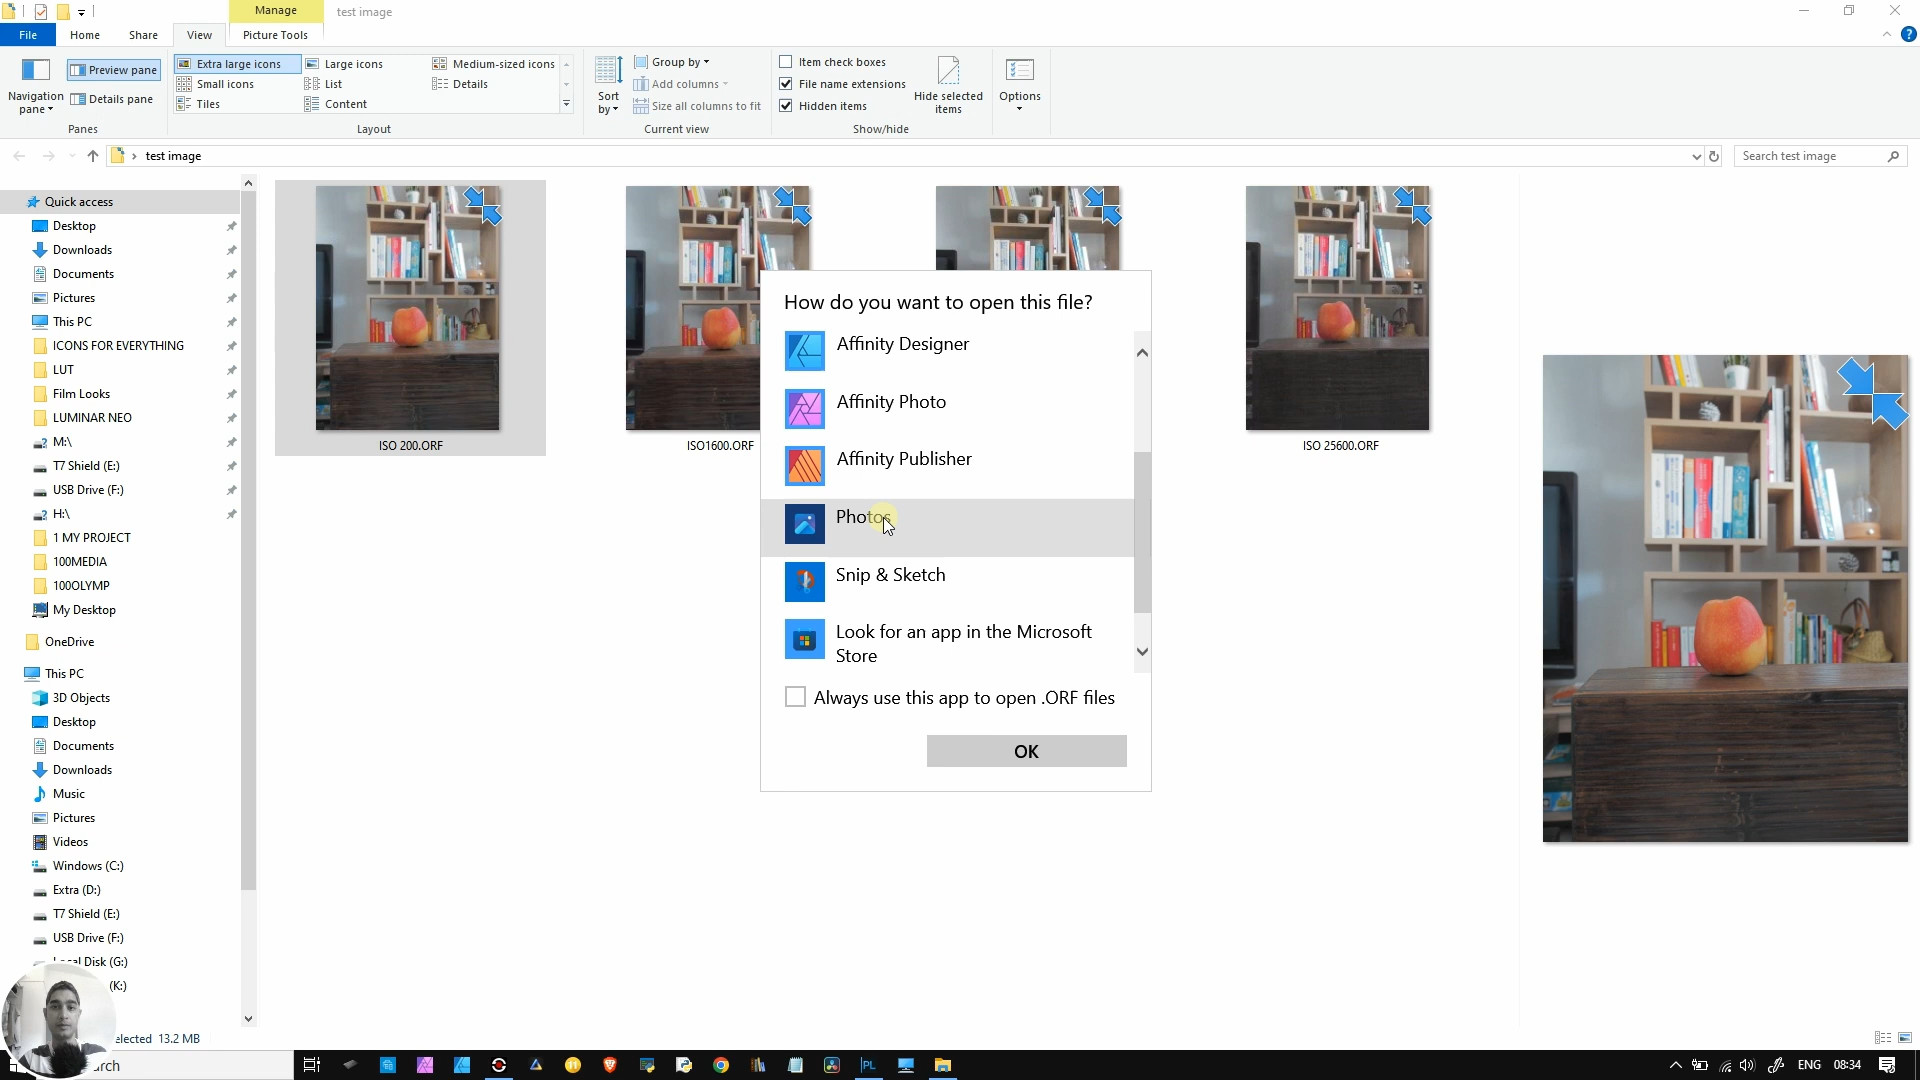 Manage
test image
File
Home
Share
View
Picture Tools
Navigation pane
Preview pane
Details pane
Panes
Extra large icons
Large icons
Medium-sized icons
Small icons
List
Details
Tiles
Content
Layout
Sort by
Group by
Add columns
Size all columns to fit
Current view
Item check boxes
File name extensions
Hidden items
Hide selected items
Show/hide
Options
test image
Search test image
Quick access
Desktop
Downloads
Documents
Pictures
This PC
ICONS FOR EVERYTHING
LUT
Film Looks
LUMINAR NEO
M:\
T7 Shield (E:)
USB Drive (F:)
H:\
1 MY PROJECT
100MEDIA
100OLYMP
My Desktop
OneDrive
This PC
3D Objects
Desktop
Documents
Downloads
Music
Pictures
Videos
Windows (C:)
Extra (D:)
T7 Shield (E:)
USB Drive (F:)
Local Disk (G:)
(K:)
elected 13.2 MB
ISO 200.ORF
ISO1600.ORF
ISO 25600.ORF
How do you want to open this file?
Affinity Designer
Affinity Photo
Affinity Publisher
Photos
Snip & Sketch
Look for an app in the Microsoft
Store
Always use this app to open .ORF files
OK
rch
PL
ENG
08:34